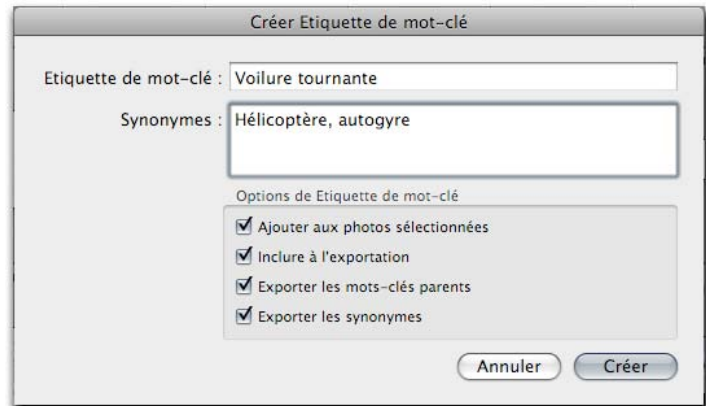 Créer Etiquette de mot-clé
Etiquette de mot-clé : Voilure tournante
Synonymes : Hélicoptère, autogyre
Options de Etiquette de mot-clé
Ajouter aux photos sélectionnées
Inclure à l'exportation
Exporter les mots-clés parents
Exporter les synonymes
Annuler Créer